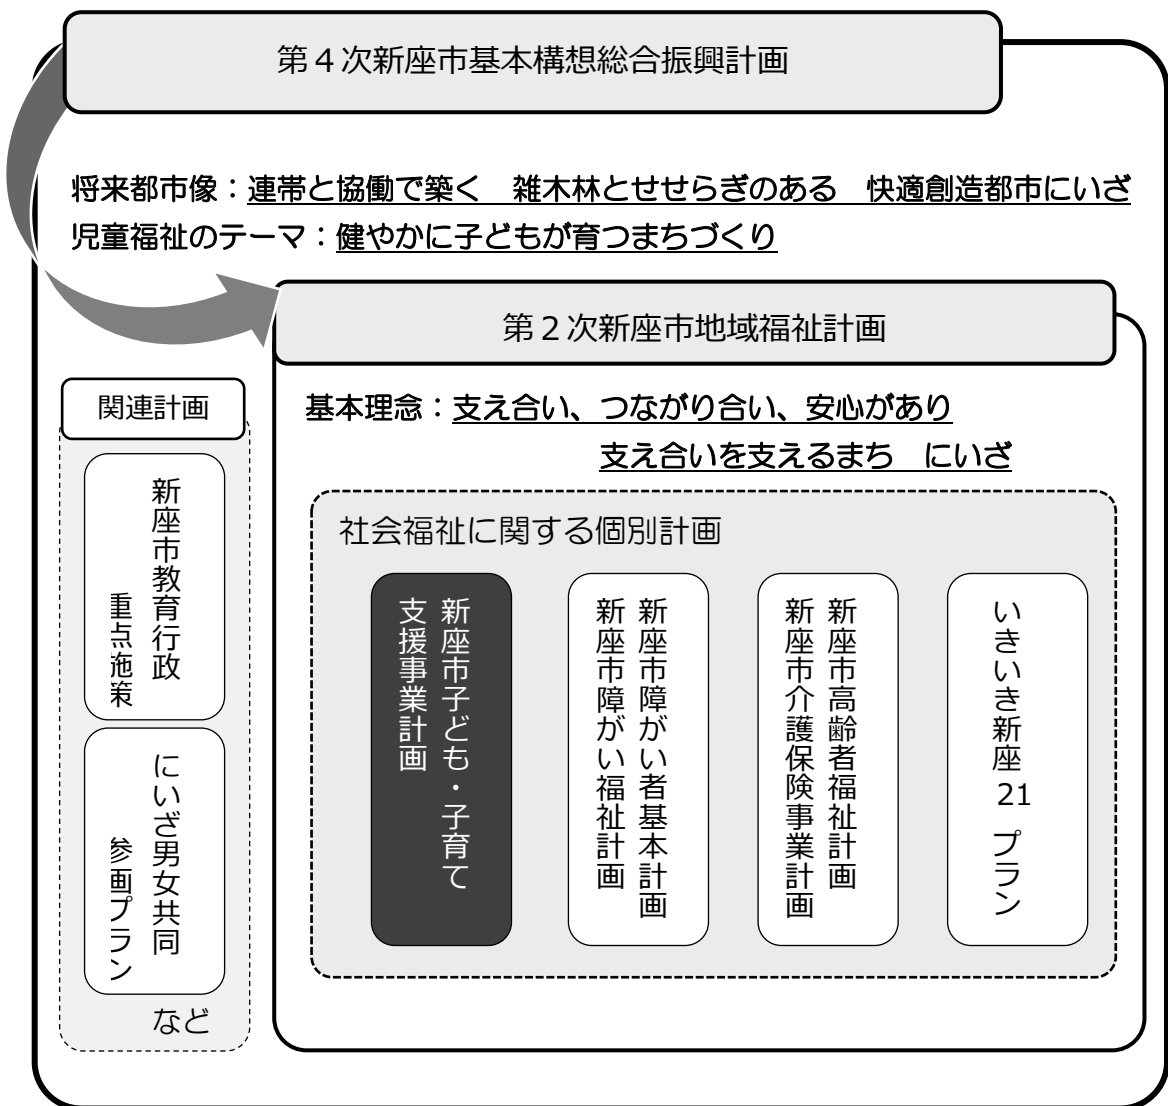 第４次新座市基本構想総合振興計画
将来都市像：連帯と協働で築く　雑木林とせせらぎのある　快適創造都市にいざ
児童福祉のテーマ：健やかに子どもが育つまちづくり
第２次新座市地域福祉計画
基本理念：支え合い、つながり合い、安心があり
支え合いを支えるまち　にいざ
関連計画
新座市教育行政
重点施策
にいざ男女共同
参画プラン
など
社会福祉に関する個別計画
新座市子ども・子育て
支援事業計画
新座市障がい者基本計画
新座市障がい福祉計画
新座市高齢者福祉計画
新座市介護保険事業計画
いきいき新座 21 プラン